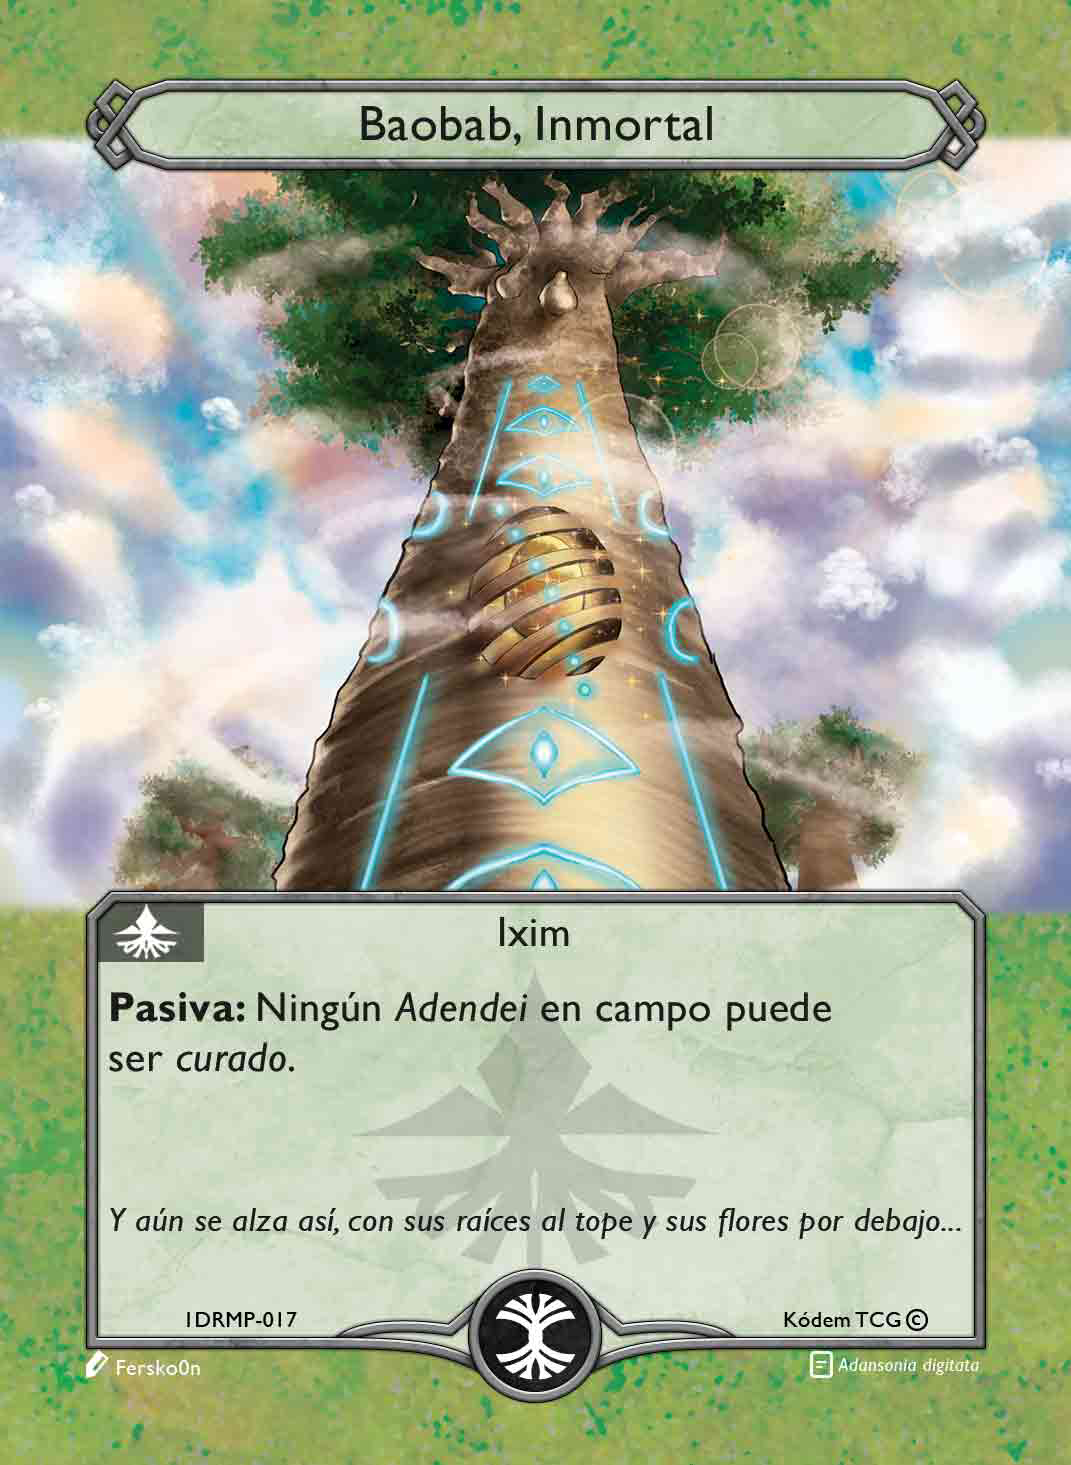 Baobab, Inmortal
Ixim
Pasiva: Ningún Adendei en campo puede
ser curado.
Y aún se alza así, con sus raíces al tope y sus flores por debajo...
1DRMP-017
Kódem TCG ©
Fersko0n
Adansonia digitata